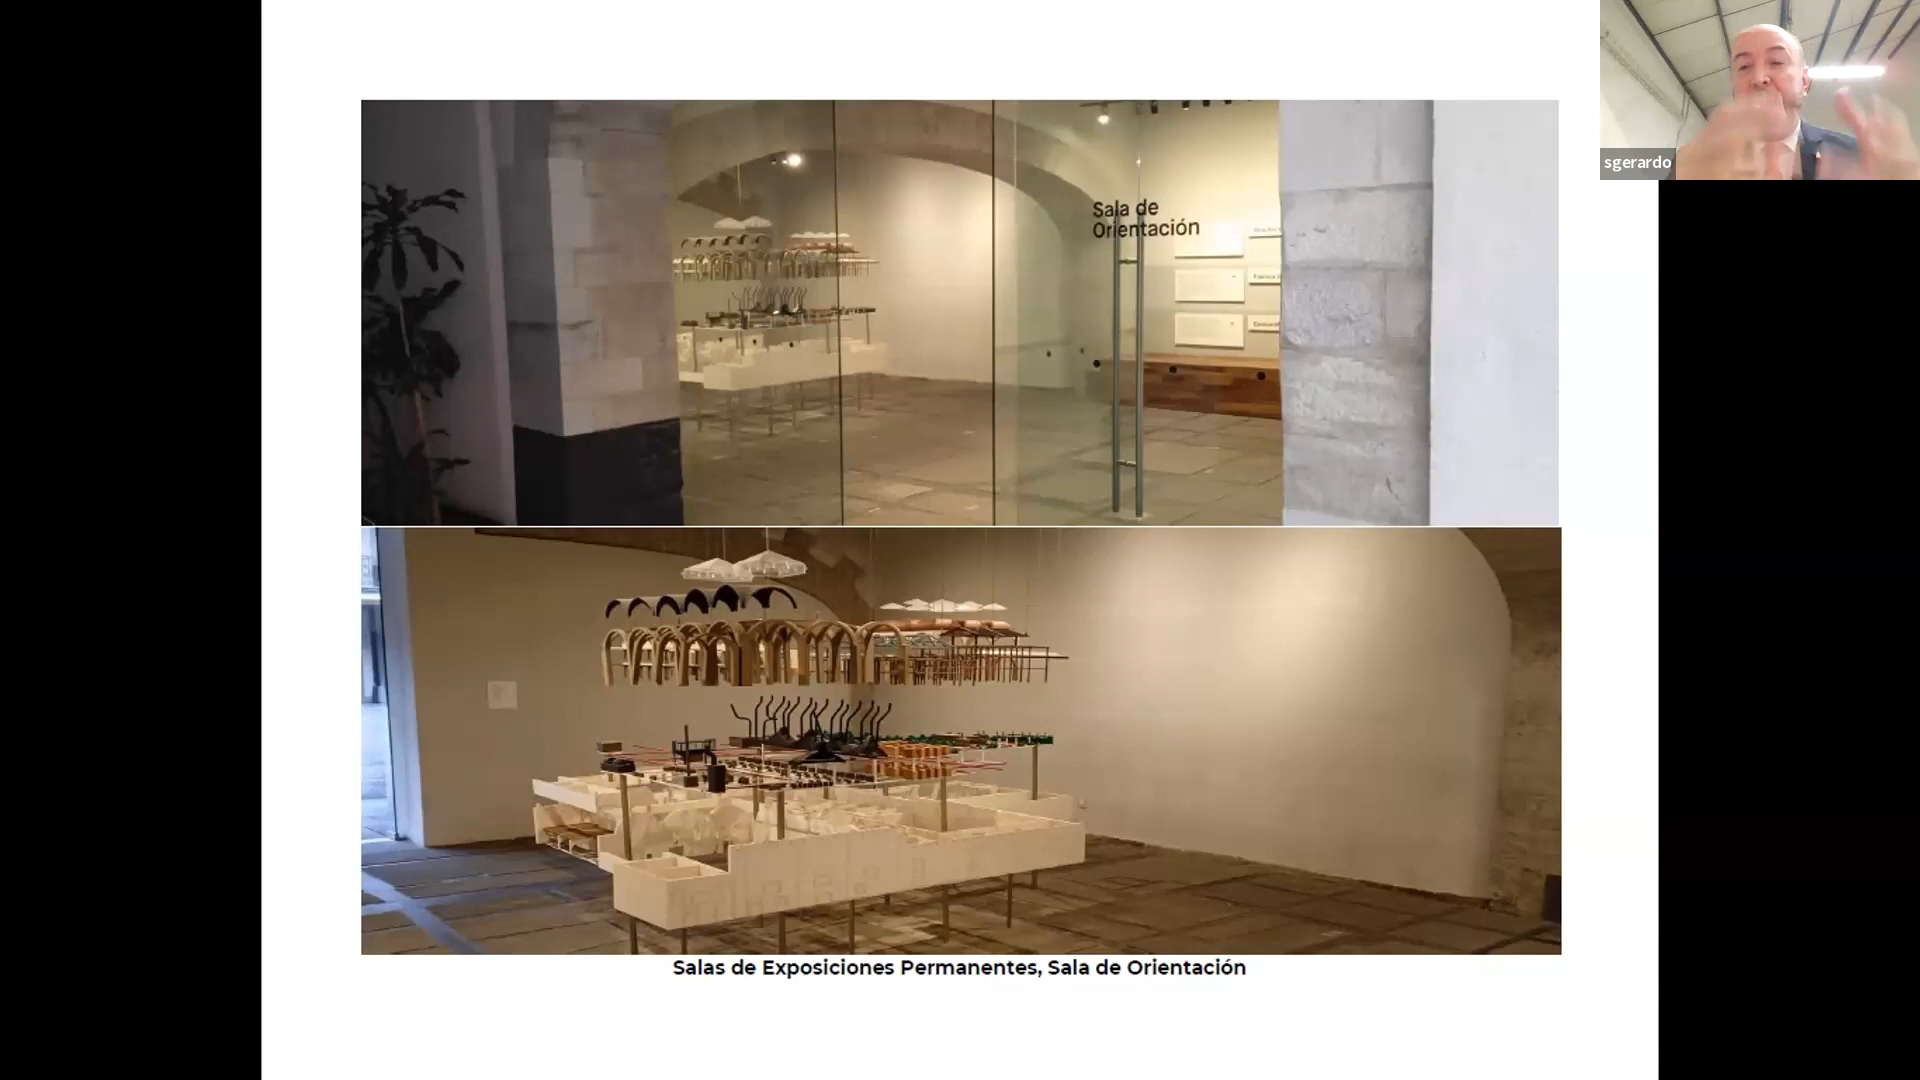 sgerardo
Sala de
Orientación
Salas de Exposiciones Permanentes, Sala de Orientación